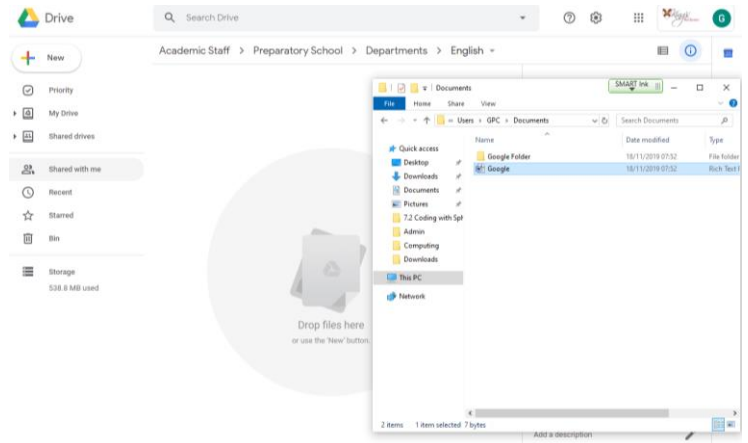 Drive
Search Drive
G
New
Academic Staff > Preparatory School > Departments > English
Priority
My Drive
Shared drives
Shared with me
Recent
Starred
Bin
Storage
538.8 MB used
Drop files here
or use the 'New' button.
Documents
SMART Ink
File Home Share View
Users > GPC > Documents
Search Documents
Name Date modified Type
Quick access
Desktop
Downloads
Documents
Pictures
7.2 Coding with Sph
Admin
Computing
Downloads
This PC
Network
Google Folder 18/11/2019 07:52 File folder
Google 18/11/2019 07:52 Rich Text F
2 items 1 item selected 7 bytes
Add a description